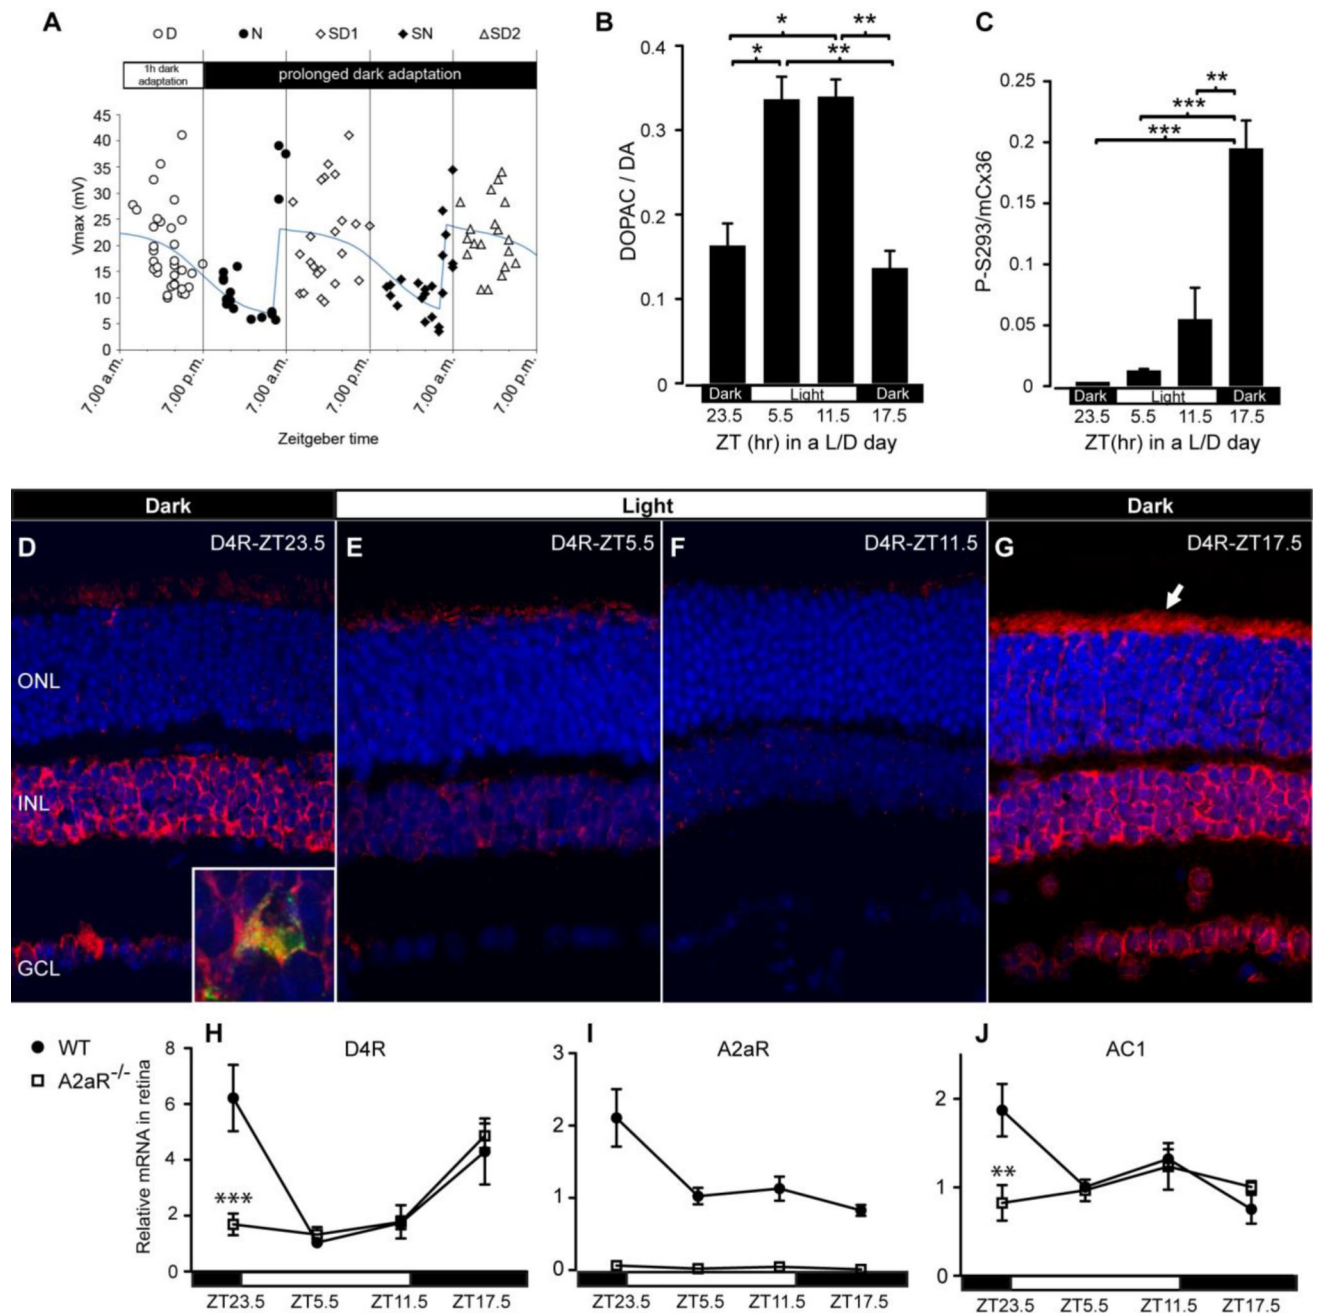 A
○ D ● N ◇ SD1 ◆ SN △ SD2
1h dark
adaptation
prolonged dark adaptation
Vmax (mV)
45
40
35
30
25
20
15
10
5
0
7.00 a.m. 7.00 p.m. 7.00 a.m. 7.00 p.m. 7.00 a.m. 7.00 p.m.
Zeitgeber time
B
* **
* **
DOPAC / DA
0.4
0.3
0.2
0.1
0
Dark Light Dark
23.5 5.5 11.5 17.5
ZT (hr) in a L/D day
C
**
***
***
P-S293/mCx36
0.25
0.2
0.15
0.1
0.05
0
Dark Light Dark
23.5 5.5 11.5 17.5
ZT(hr) in a L/D day
Dark Light Dark
D D4R-ZT23.5
ONL
INL
GCL
E D4R-ZT5.5
F D4R-ZT11.5
G D4R-ZT17.5
● WT
□ A2aR-/-
H D4R
Relative mRNA in retina
8
6
4
2
0
***
ZT23.5 ZT5.5 ZT11.5 ZT17.5
I A2aR
3
2
1
0
ZT23.5 ZT5.5 ZT11.5 ZT17.5
J AC1
2
1
0
**
ZT23.5 ZT5.5 ZT11.5 ZT17.5